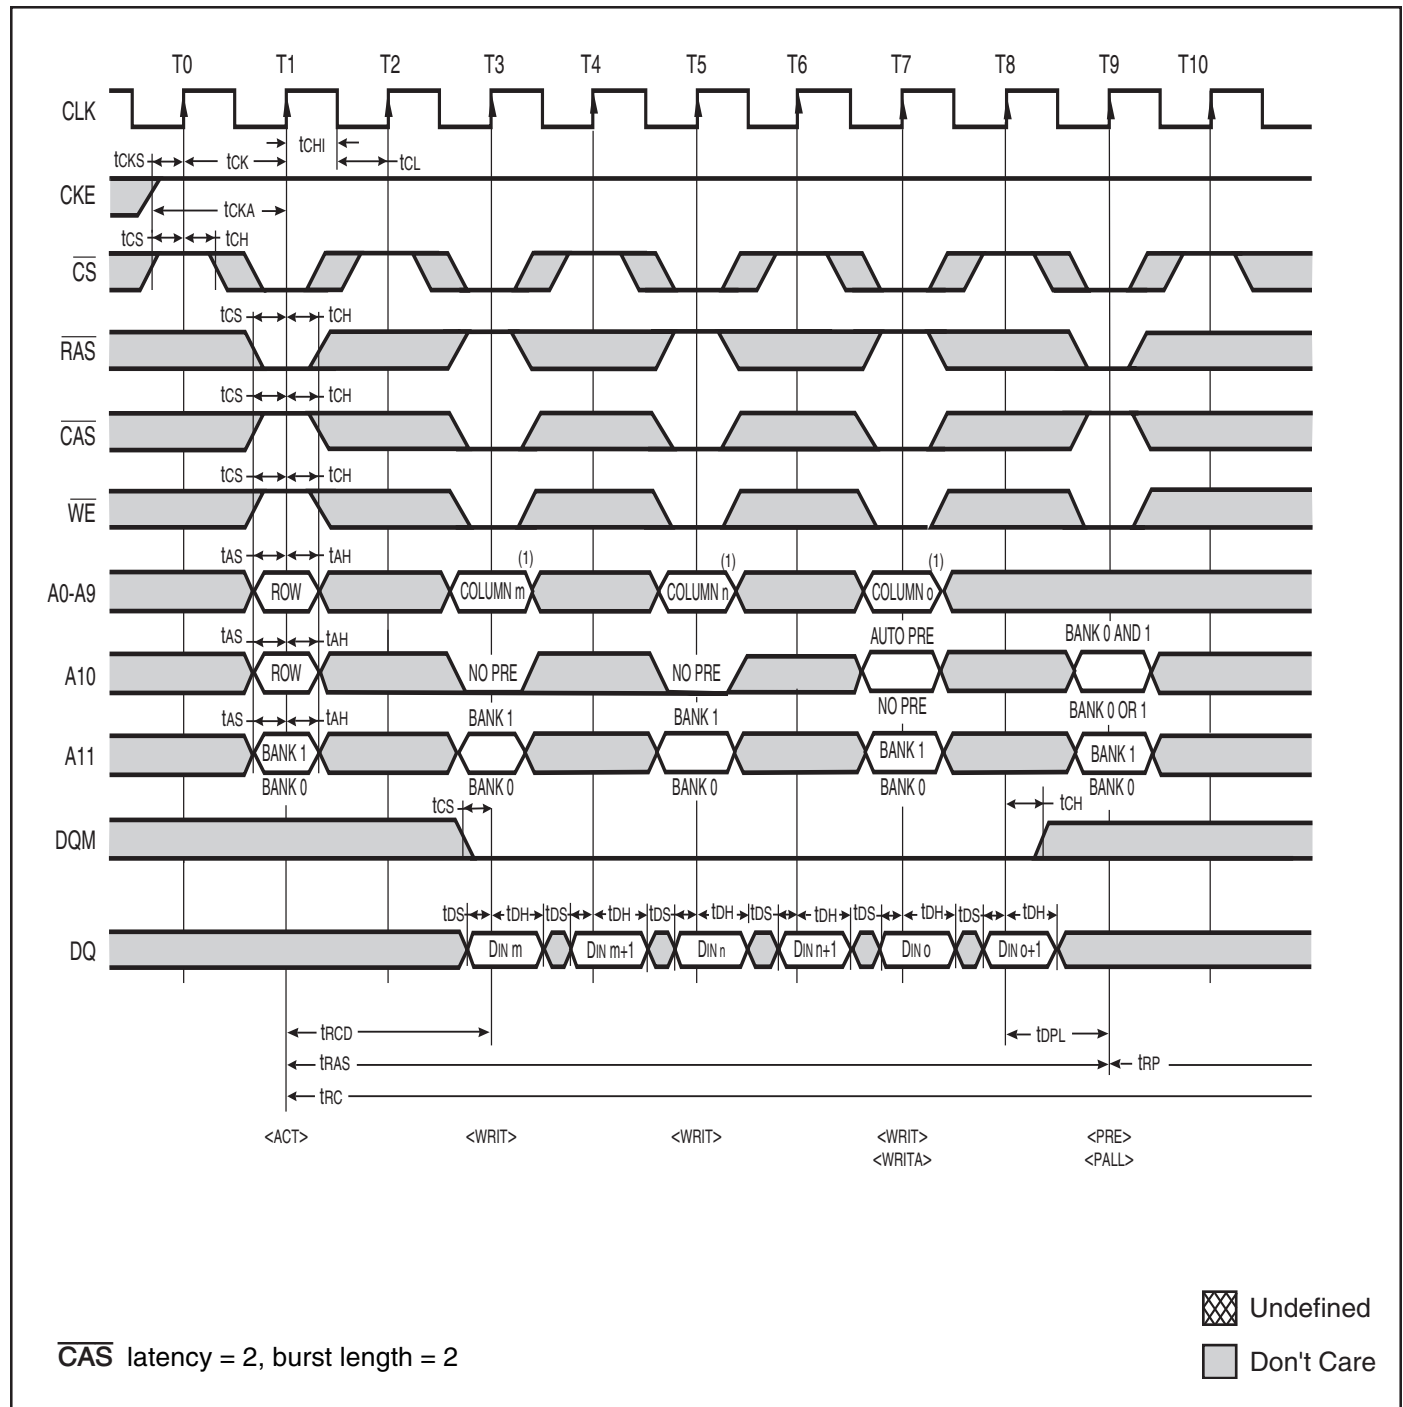 T0 T1 T2 T3 T4 T5 T6 T7 T8 T9 T10
CLK
tCHI
tCKS tCK tCL
CKE
tCKA
tCS tCH
CS
tCS tCH
RAS
tCS tCH
CAS
tCS tCH
WE
tAS tAH (1) (1) (1)
A0-A9 ROW COLUMN m COLUMN n COLUMN o
tAS tAH AUTO PRE BANK 0 AND 1
A10 ROW NO PRE NO PRE
NO PRE BANK 0 OR 1
tAS tAH BANK 1 BANK 1
A11 BANK 1 BANK 1 BANK 1
BANK 0 BANK 0 BANK 0 BANK 0 BANK 0
tCS tCH
DQM
tDS tDH tDS tDH tDS tDH tDS tDH tDS tDH tDS tDH
DQ DIN m DIN m+1 DIN n DIN n+1 DIN o DIN o+1
tRCD tDPL
tRAS tRP
tRC
<ACT> <WRIT> <WRIT> <WRIT> <PRE>
<WRITA> <PALL>
Undefined
CAS latency = 2, burst length = 2
Don't Care